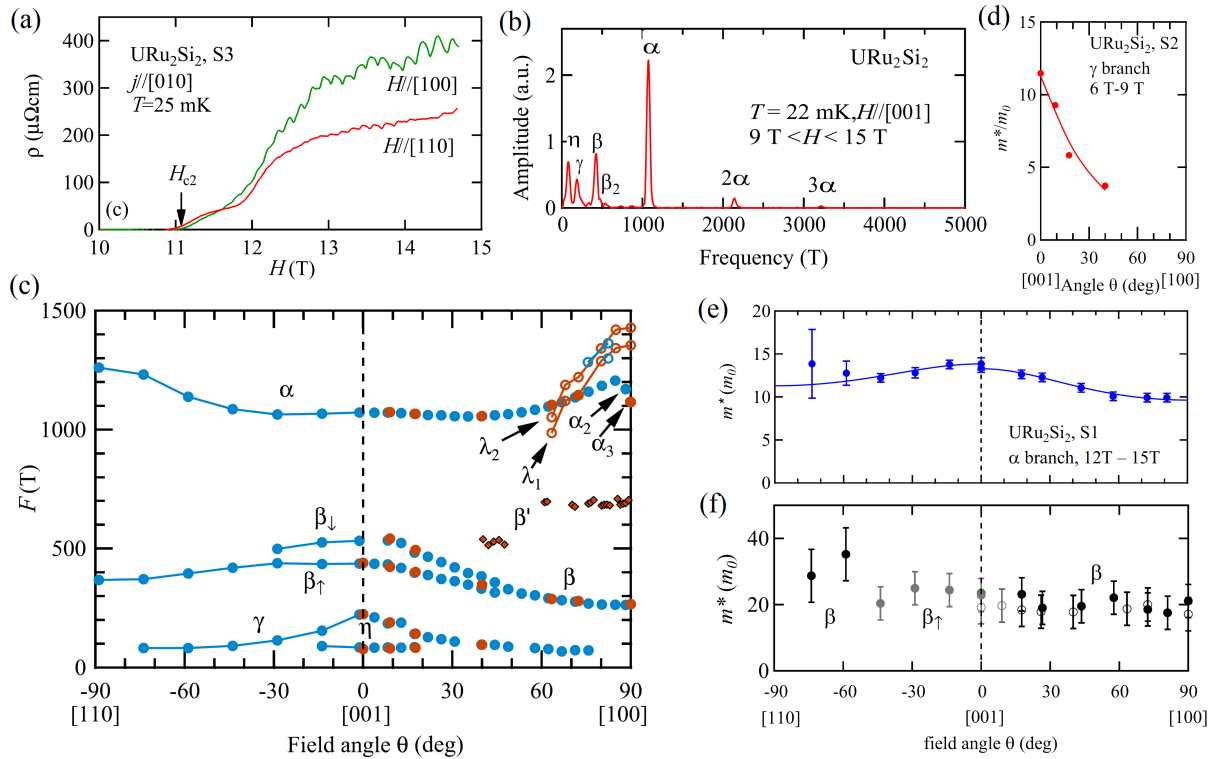 (a)
400
300
200
100
0
ρ (μΩcm)
URu₂Si₂, S3
j//[010]
T=25 mK
H//[100]
H//[110]
Hc2
(c)
10 11 12 13 14 15
H (T)
(b)
2
1
0
Amplitude (a.u.)
URu₂Si₂
T = 22 mK,H//[001]
9 T <H< 15 T
η
γ
β
β₂
α
2α
3α
0 1000 2000 3000 4000 5000
Frequency (T)
(d)
15
10
5
0
m*/m₀
URu₂Si₂, S2
γ branch
6 T-9 T
0 30 60 90
[001] Angle θ (deg) [100]
(c)
1500
1000
500
0
F (T)
α
λ₂
λ₁
α₂
α₃
β'
β↓
β↑
β
γ
η
-90 -60 -30 0 30 60 90
[110] [001] [100]
Field angle θ (deg)
(e)
20
15
10
5
0
m* (m₀)
URu₂Si₂, S1
α branch, 12T – 15T
(f)
40
20
0
m* (m₀)
β
β↑
β
-90 -60 -30 0 30 60 90
[110] [001] [100]
field angle θ (deg)